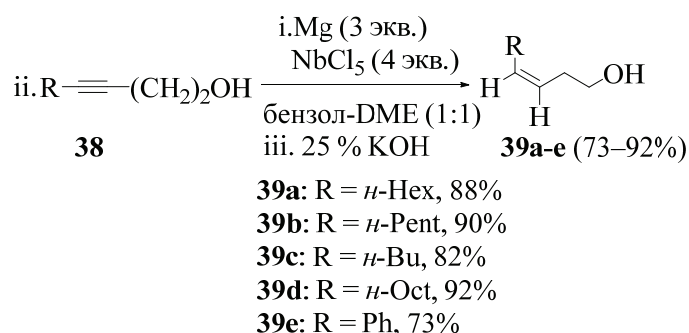 i.Mg (3 экв.)
NbCl5 (4 экв.)
ii.R (CH2)2OH
бензол-DME (1:1)
iii. 25 % KOH
38
R
H
H
OH
39a-e (73–92%)
39a: R = н-Hex, 88%
39b: R = н-Pent, 90%
39c: R = н-Bu, 82%
39d: R = н-Oct, 92%
39e: R = Ph, 73%